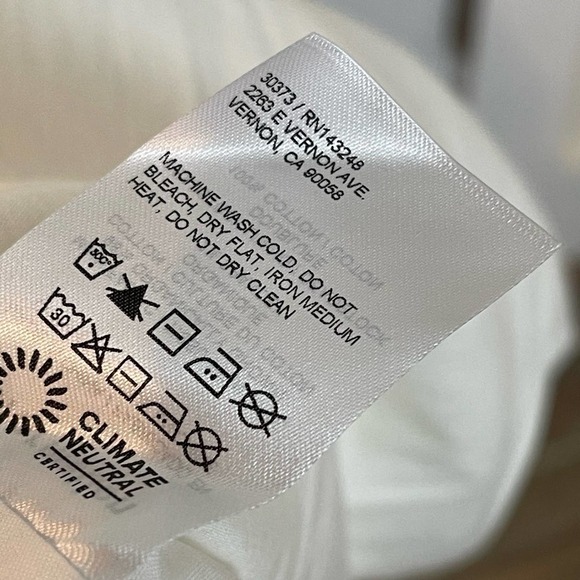 30373 / RN143248
2263 E VERNON AVE.
VERNON, CA 90058
MACHINE WASH COLD, DO NOT
BLEACH, DRY FLAT, IRON MEDIUM
HEAT, DO NOT DRY CLEAN
30
CLIMATE
NEUTRAL
CERTIFIED